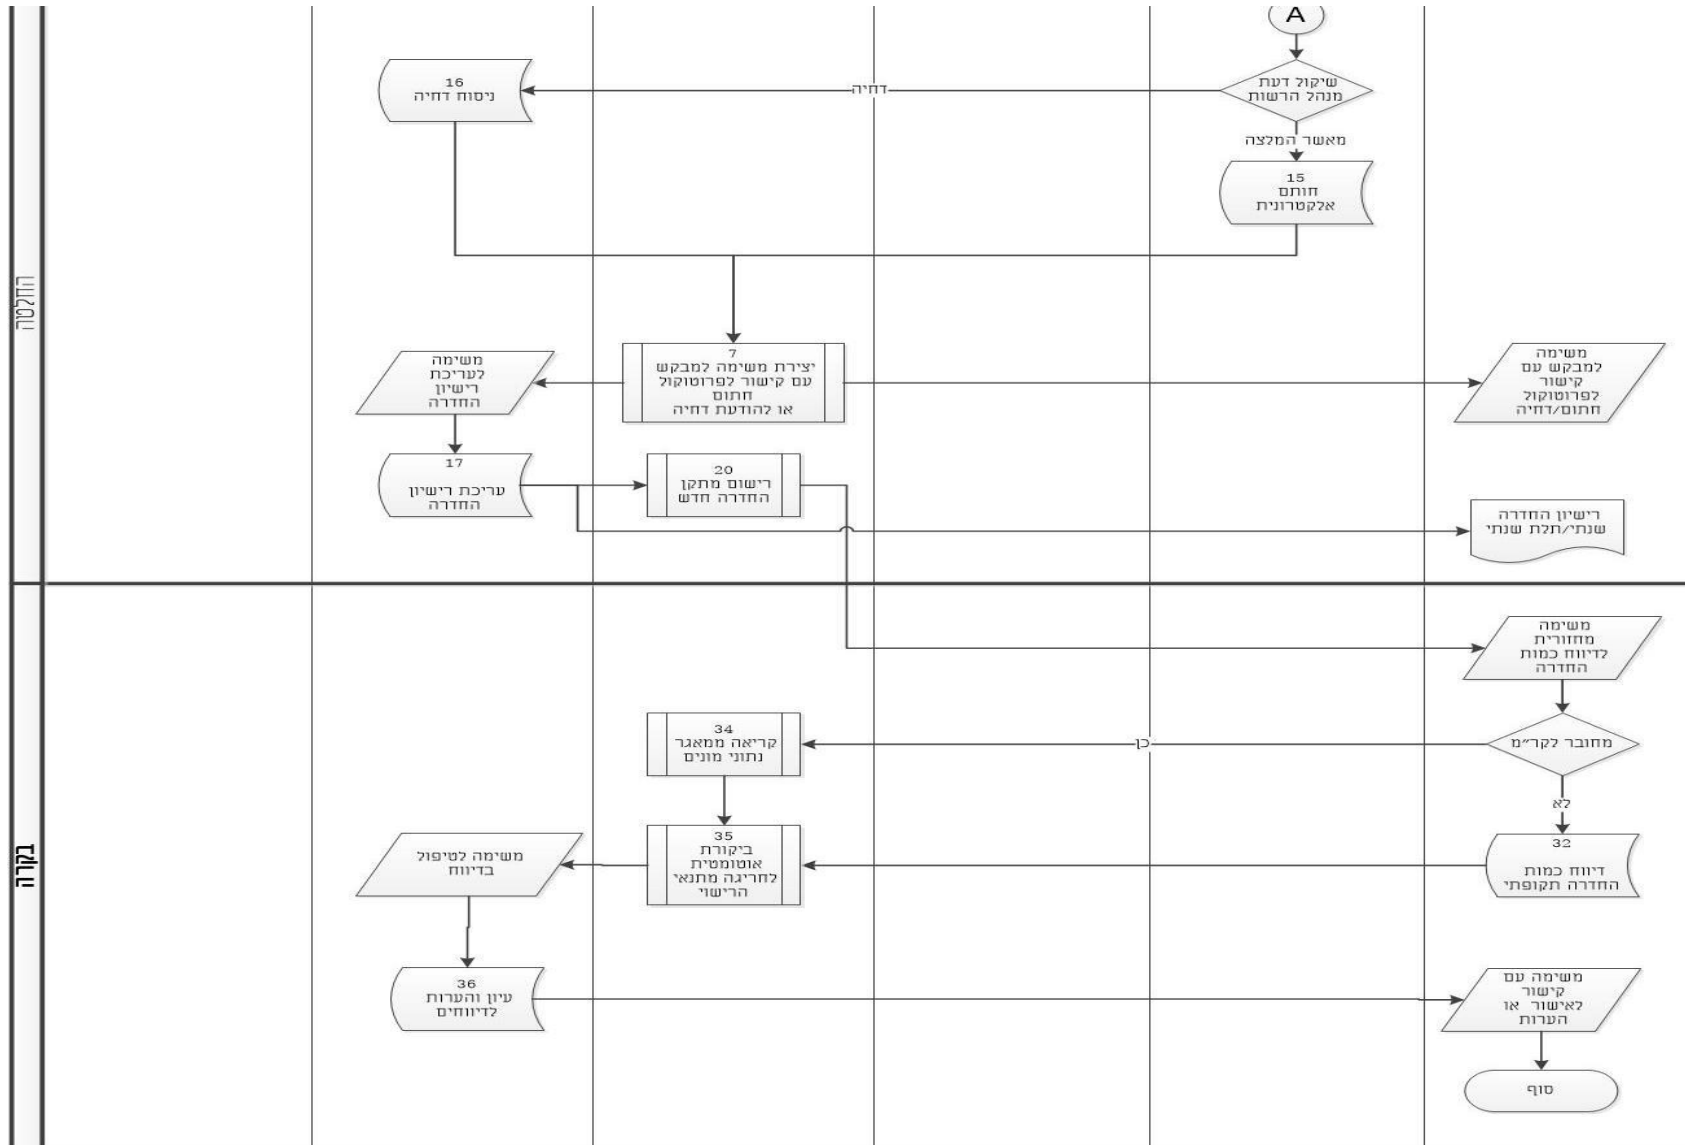 A
שיקול דעת
מנהל הרשות
דחיה
16
ניסוח דחיה
מאשר המלצה
15
חותם
אלקטרונית
החלטה
משימה
למבקש עם
קישור
לפרוטוקול
חתום/דחיה
7
יצירת משימה למבקש
עם קישור לפרוטוקול
חתום
או להודעת דחיה
משימה
לעריכת
רישיון
החדרה
17
עריכת רישיון
החדרה
20
רישום מתקן
החדרה חדש
רישיון החדרה
שנתי/תלת שנתי
משימה
מחזורית
לדיווח כמות
החדרה
מחובר לקר״מ
כן
34
קריאה ממאגר
נתוני מונים
לא
32
דיווח כמות
החדרה תקופתי
35
ביקורת
אוטומטית
לחריגה מתנאי
הרישוי
משימה לטיפול
בדיווח
בקרה
36
עיון והערות
לדיווחים
משימה עם
קישור
לאישור או
הערות
סוף